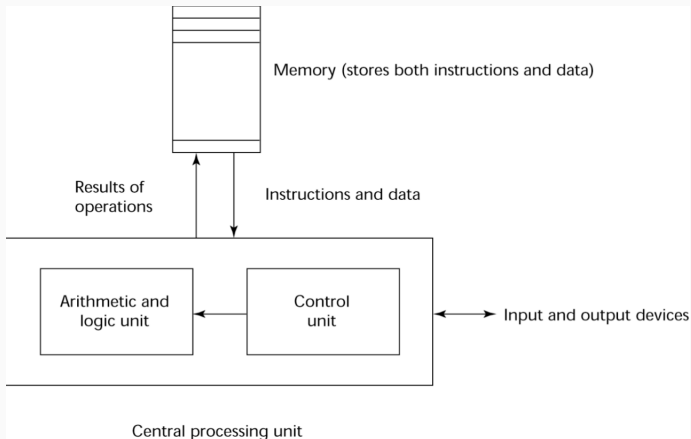 Memory (stores both instructions and data)
Results of
operations
Instructions and data
Arithmetic and
logic unit
Control
unit
Input and output devices
Central processing unit